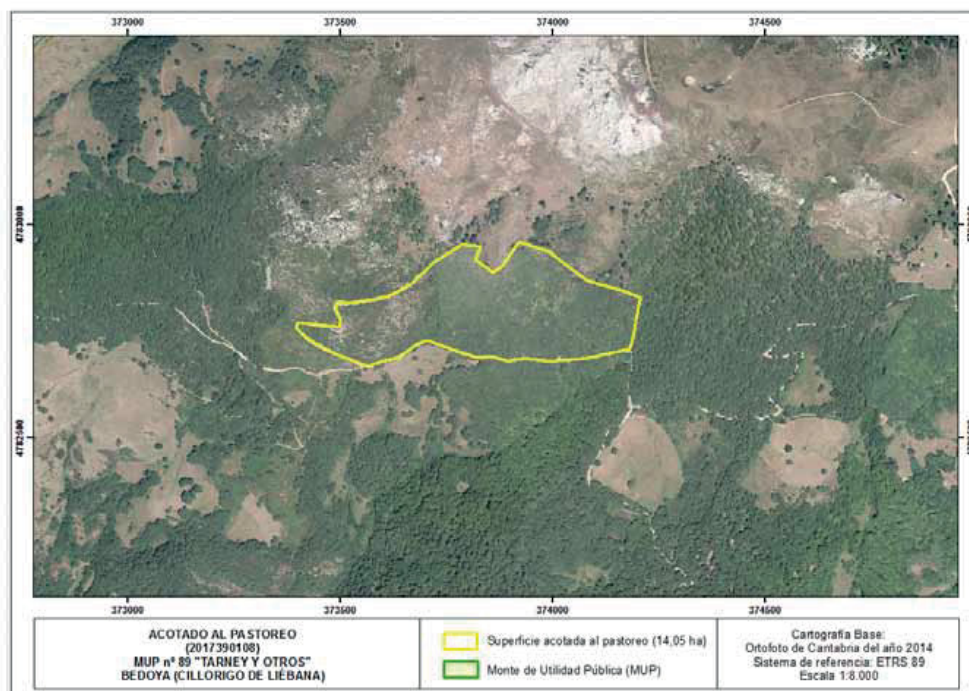 373000 373500 374000 374500
4783000
4782500
373000 373500 374000 374500
ACOTADO AL PASTOREO
(2017390108)
MUP nº 89 "TARNEY Y OTROS"
BEDOYA (CILLORIGO DE LIÉBANA)
Superficie acotada al pastoreo (14,05 ha)
Monte de Utilidad Pública (MUP)
Cartografía Base:
Ortofoto de Cantabria del año 2014
Sistema de referencia: ETRS 89
Escala 1:8.000